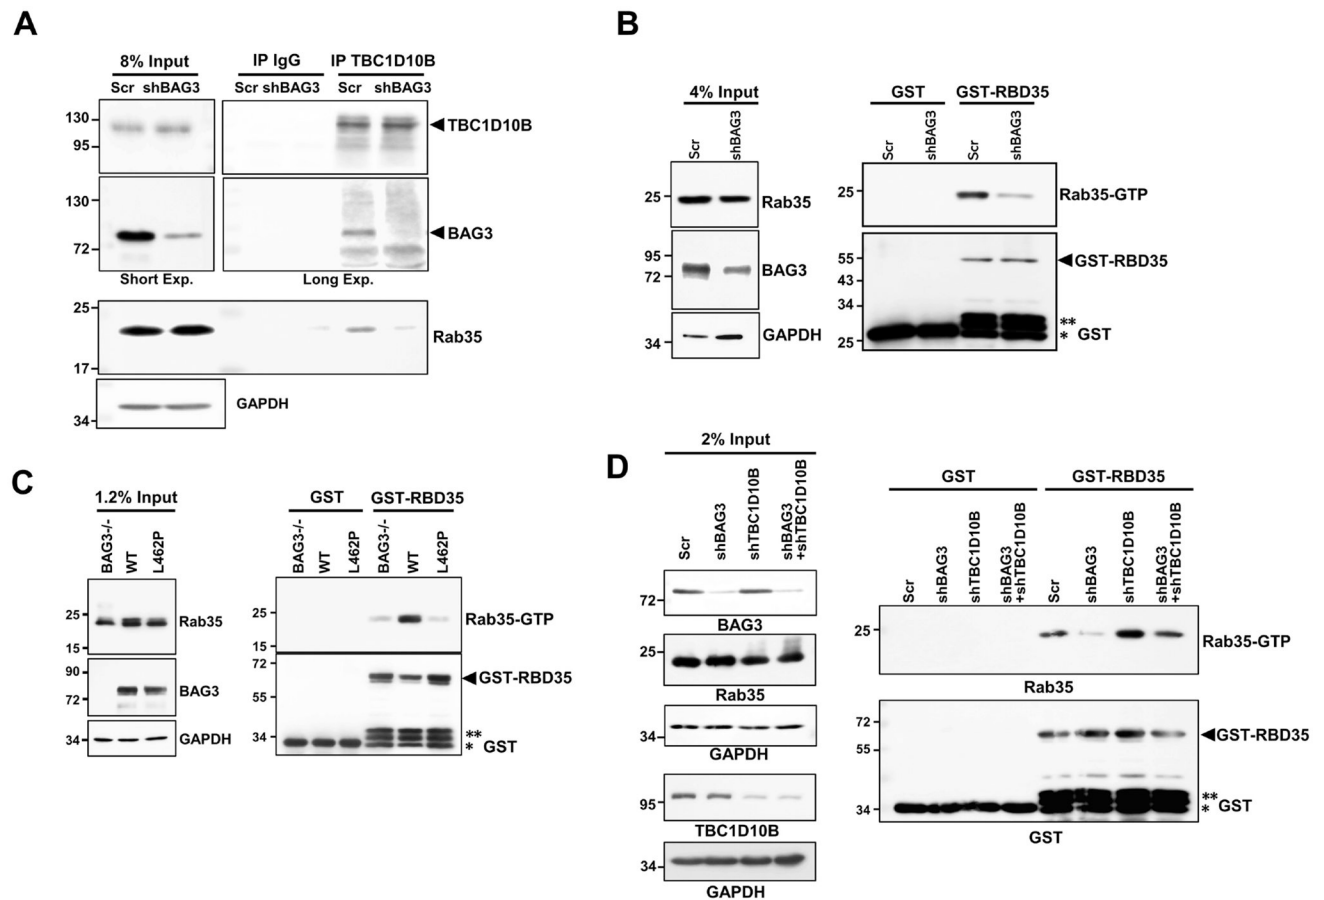 A
8% Input IP IgG IP TBC1D10B
Scr shBAG3 Scr shBAG3 Scr shBAG3
130
95
TBC1D10B
130
72
BAG3
Short Exp. Long Exp.
25
17
Rab35
34
GAPDH
B
4% Input GST GST-RBD35
Scr shBAG3 Scr shBAG3 Scr shBAG3
25
Rab35
25
Rab35-GTP
95
72
BAG3
34
GAPDH
55
43
34
25
GST-RBD35
**
* GST
C
1.2% Input GST GST-RBD35
BAG3-/- WT L462P BAG3-/- WT L462P BAG3-/- WT L462P
25
15
Rab35
25
15
Rab35-GTP
90
72
BAG3
34
GAPDH
72
55
34
GST-RBD35
**
* GST
D
2% Input
Scr shBAG3 shTBC1D10B shBAG3
+shTBC1D10B
72
BAG3
25
Rab35
34
GAPDH
95
TBC1D10B
34
GAPDH
GST GST-RBD35
Scr shBAG3 shTBC1D10B shBAG3
+shTBC1D10B
Scr shBAG3 shTBC1D10B shBAG3
+shTBC1D10B
25
Rab35-GTP
Rab35
72
55
34
GST-RBD35
**
* GST
GST